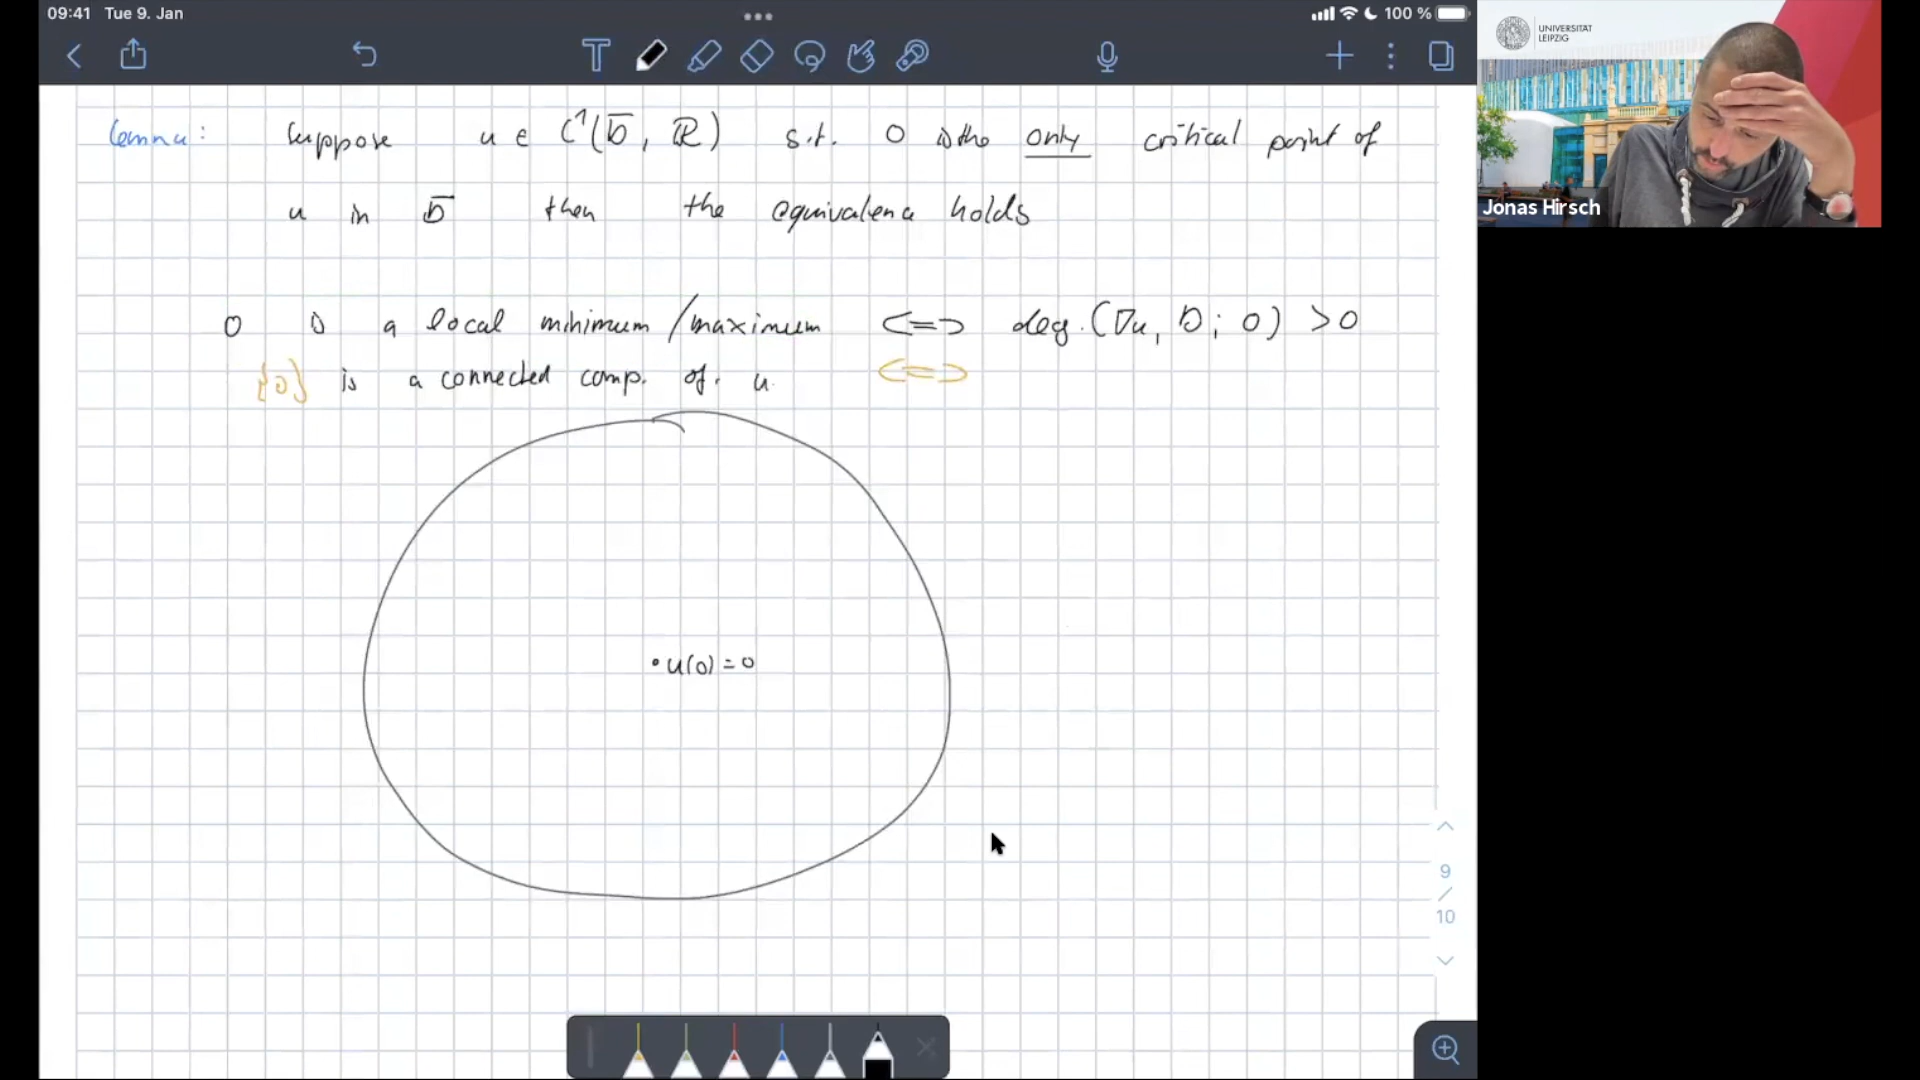 09:41 Tue 9. Jan
100 %
UNIVERSITÄT
LEIPZIG
Jonas Hirsch
Lemma: Suppose u ∈ C¹(D̅, ℝ) s.t. 0 is the only critical point of
u in D̅ then the equivalence holds
0 is a local minimum/maximum <=> deg.(∇u, D; 0) > 0
{0} is a connected comp. of. u <=>
u(0) = 0
9
/
10